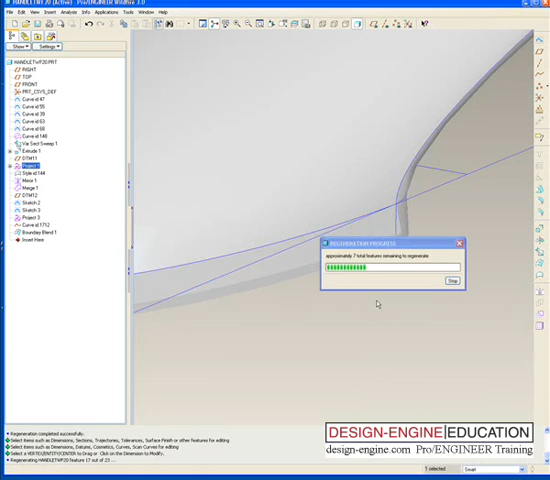 HANDLETWF20 (Active) - Pro/ENGINEER Wildfire 3.0
File Edit View Insert Analysis Info Applications Tools Window Help
Show Settings
HANDLETWF20.PRT
RIGHT
TOP
FRONT
PRT_CSYS_DEF
Curve id 47
Curve id 55
Curve id 39
Curve id 63
Curve id 68
Curve id 148
Var Sect Sweep 1
Extrude 1
DTM11
Project 1
Style id 144
Mirror 1
Merge 1
DTM12
Sketch 2
Sketch 3
Project 3
Curve id 1712
Boundary Blend 1
Insert Here
REGENERATION PROGRESS
approximately 7 total features remaining to regenerate
Stop
Regeneration completed successfully.
Select items such as Dimensions, Sections, Trajectories, Tolerances, Surface Finish or other features for editing
Select items such as Datums, Cosmetics, Curves, Scan Curves for editing
Select a VERTEX/ENTITY/CENTER to Drag or Click on the Dimension to Modify.
Regenerating HANDLETWF20 feature 17 out of 23 ...
DESIGN-ENGINE|EDUCATION
design-engine.com Pro/ENGINEER Training
1 selected
Smart